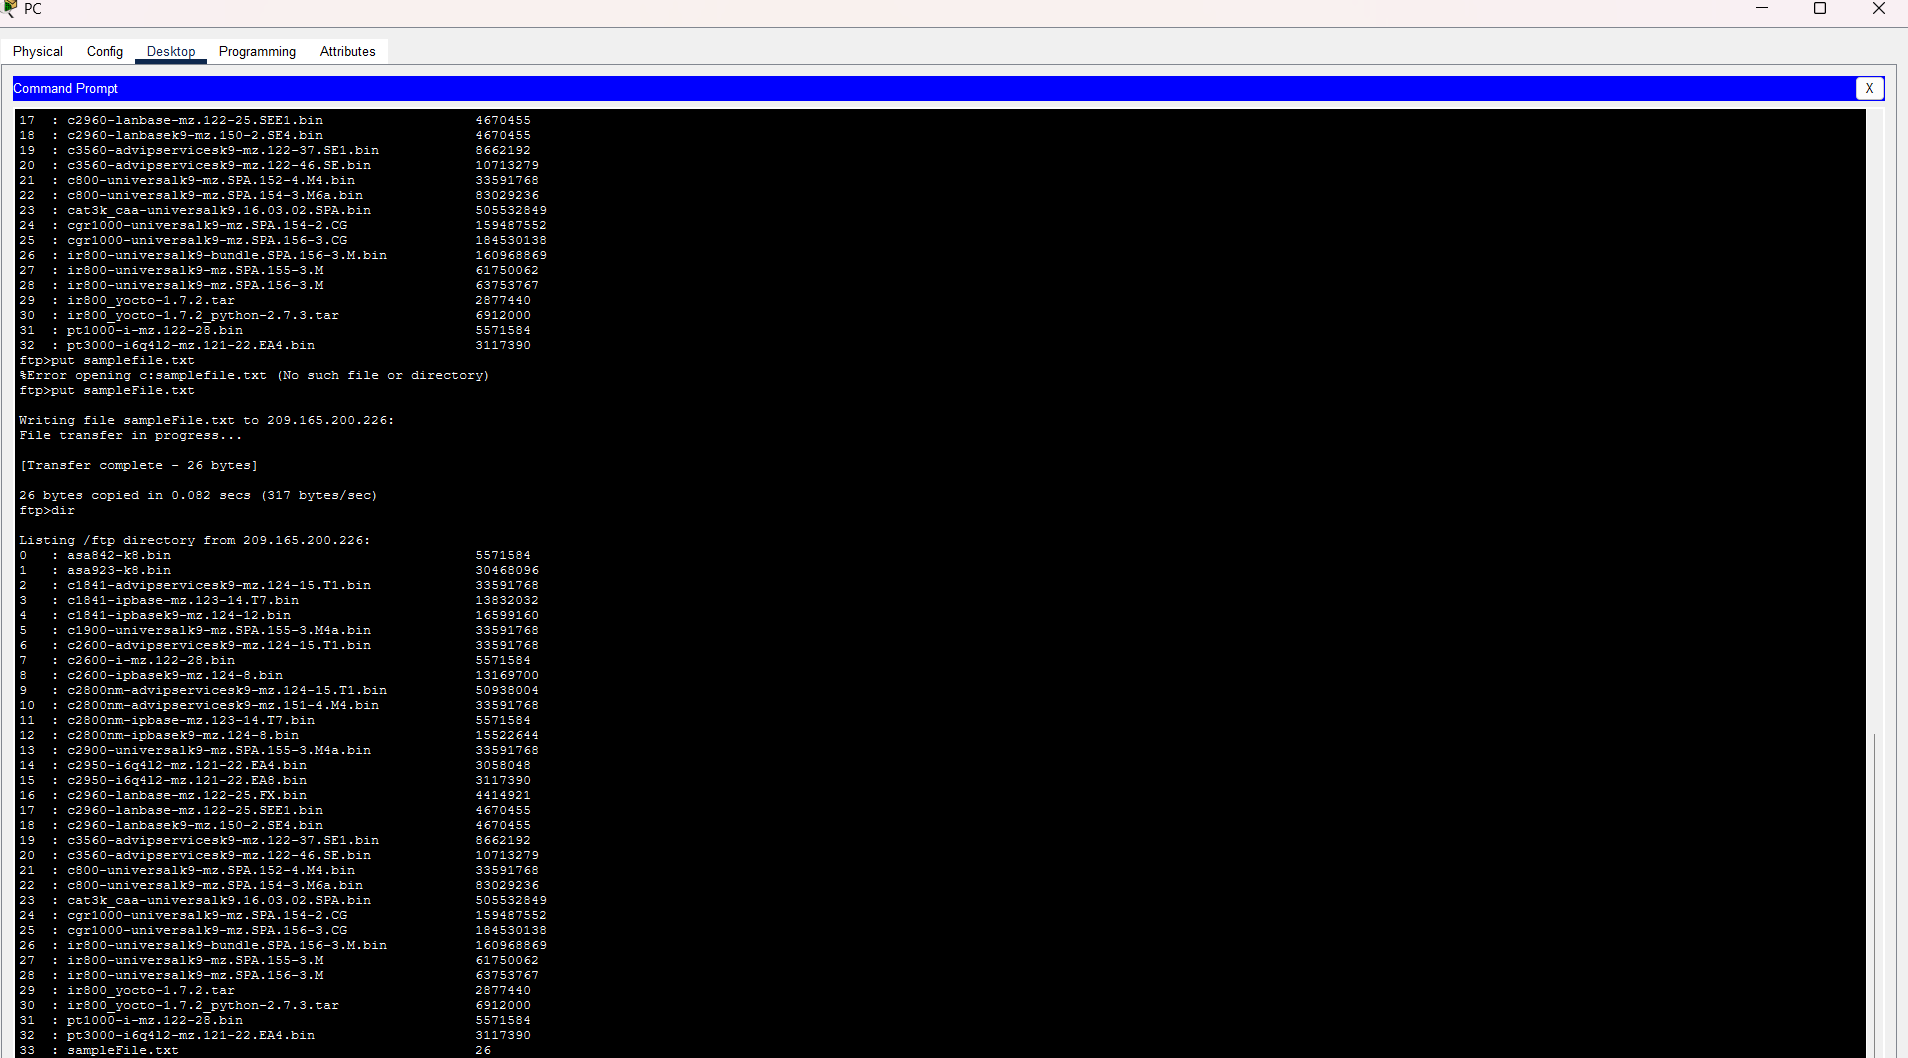 PC
Physical Config Desktop Programming Attributes
Command Prompt X
17 : c2960-lanbase-mz.122-25.SEE1.bin 4670455
18 : c2960-lanbasek9-mz.150-2.SE4.bin 4670455
19 : c3560-advipservicesk9-mz.122-37.SE1.bin 8662192
20 : c3560-advipservicesk9-mz.122-46.SE.bin 10713279
21 : c800-universalk9-mz.SPA.152-4.M4.bin 33591768
22 : c800-universalk9-mz.SPA.154-3.M6a.bin 83029236
23 : cat3k_caa-universalk9.16.03.02.SPA.bin 505532849
24 : cgr1000-universalk9-mz.SPA.154-2.CG 159487552
25 : cgr1000-universalk9-mz.SPA.156-3.CG 184530138
26 : ir800-universalk9-bundle.SPA.156-3.M.bin 160968869
27 : ir800-universalk9-mz.SPA.155-3.M 61750062
28 : ir800-universalk9-mz.SPA.156-3.M 63753767
29 : ir800_yocto-1.7.2.tar 2877440
30 : ir800_yocto-1.7.2_python-2.7.3.tar 6912000
31 : pt1000-i-mz.122-28.bin 5571584
32 : pt3000-i6q4l2-mz.121-22.EA4.bin 3117390
ftp>put samplefile.txt
%Error opening c:samplefile.txt (No such file or directory)
ftp>put sampleFile.txt
Writing file sampleFile.txt to 209.165.200.226:
File transfer in progress...
[Transfer complete - 26 bytes]
26 bytes copied in 0.082 secs (317 bytes/sec)
ftp>dir
Listing /ftp directory from 209.165.200.226:
0 : asa842-k8.bin 5571584
1 : asa923-k8.bin 30468096
2 : c1841-advipservicesk9-mz.124-15.T1.bin 33591768
3 : c1841-ipbase-mz.123-14.T7.bin 13832032
4 : c1841-ipbasek9-mz.124-12.bin 16599160
5 : c1900-universalk9-mz.SPA.155-3.M4a.bin 33591768
6 : c2600-advipservicesk9-mz.124-15.T1.bin 33591768
7 : c2600-i-mz.122-28.bin 5571584
8 : c2600-ipbasek9-mz.124-8.bin 13169700
9 : c2800nm-advipservicesk9-mz.124-15.T1.bin 50938004
10 : c2800nm-advipservicesk9-mz.151-4.M4.bin 33591768
11 : c2800nm-ipbase-mz.123-14.T7.bin 5571584
12 : c2800nm-ipbasek9-mz.124-8.bin 15522644
13 : c2900-universalk9-mz.SPA.155-3.M4a.bin 33591768
14 : c2950-i6q4l2-mz.121-22.EA4.bin 3058048
15 : c2950-i6q4l2-mz.121-22.EA8.bin 3117390
16 : c2960-lanbase-mz.122-25.FX.bin 4414921
17 : c2960-lanbase-mz.122-25.SEE1.bin 4670455
18 : c2960-lanbasek9-mz.150-2.SE4.bin 4670455
19 : c3560-advipservicesk9-mz.122-37.SE1.bin 8662192
20 : c3560-advipservicesk9-mz.122-46.SE.bin 10713279
21 : c800-universalk9-mz.SPA.152-4.M4.bin 33591768
22 : c800-universalk9-mz.SPA.154-3.M6a.bin 83029236
23 : cat3k_caa-universalk9.16.03.02.SPA.bin 505532849
24 : cgr1000-universalk9-mz.SPA.154-2.CG 159487552
25 : cgr1000-universalk9-mz.SPA.156-3.CG 184530138
26 : ir800-universalk9-bundle.SPA.156-3.M.bin 160968869
27 : ir800-universalk9-mz.SPA.155-3.M 61750062
28 : ir800-universalk9-mz.SPA.156-3.M 63753767
29 : ir800_yocto-1.7.2.tar 2877440
30 : ir800_yocto-1.7.2_python-2.7.3.tar 6912000
31 : pt1000-i-mz.122-28.bin 5571584
32 : pt3000-i6q4l2-mz.121-22.EA4.bin 3117390
33 : sampleFile.txt 26